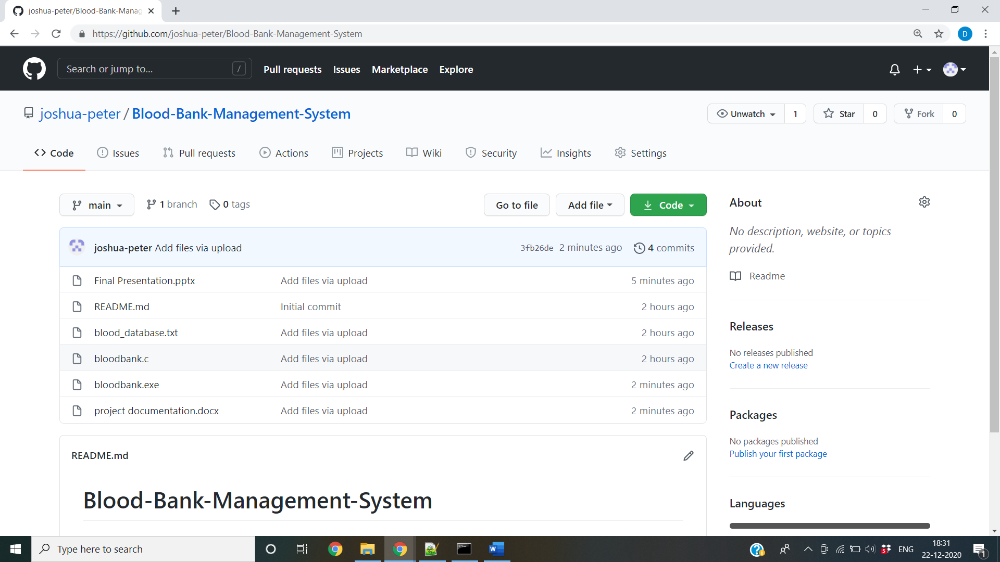 joshua-peter/Blood-Bank-Manag
https://github.com/joshua-peter/Blood-Bank-Management-System
D
Search or jump to...
/
Pull requests
Issues
Marketplace
Explore
joshua-peter / Blood-Bank-Management-System
Unwatch 1
Star 0
Fork 0
Code
Issues
Pull requests
Actions
Projects
Wiki
Security
Insights
Settings
main
1 branch
0 tags
Go to file
Add file
Code
joshua-peter Add files via upload 3fb26de 2 minutes ago 4 commits
Final Presentation.pptx Add files via upload 5 minutes ago
README.md Initial commit 2 hours ago
blood_database.txt Add files via upload 2 hours ago
bloodbank.c Add files via upload 2 hours ago
bloodbank.exe Add files via upload 2 minutes ago
project documentation.docx Add files via upload 2 minutes ago
README.md
Blood-Bank-Management-System
About
No description, website, or topics
provided.
Readme
Releases
No releases published
Create a new release
Packages
No packages published
Publish your first package
Languages
Type here to search
W
5
ENG
18:31
22-12-2020
1